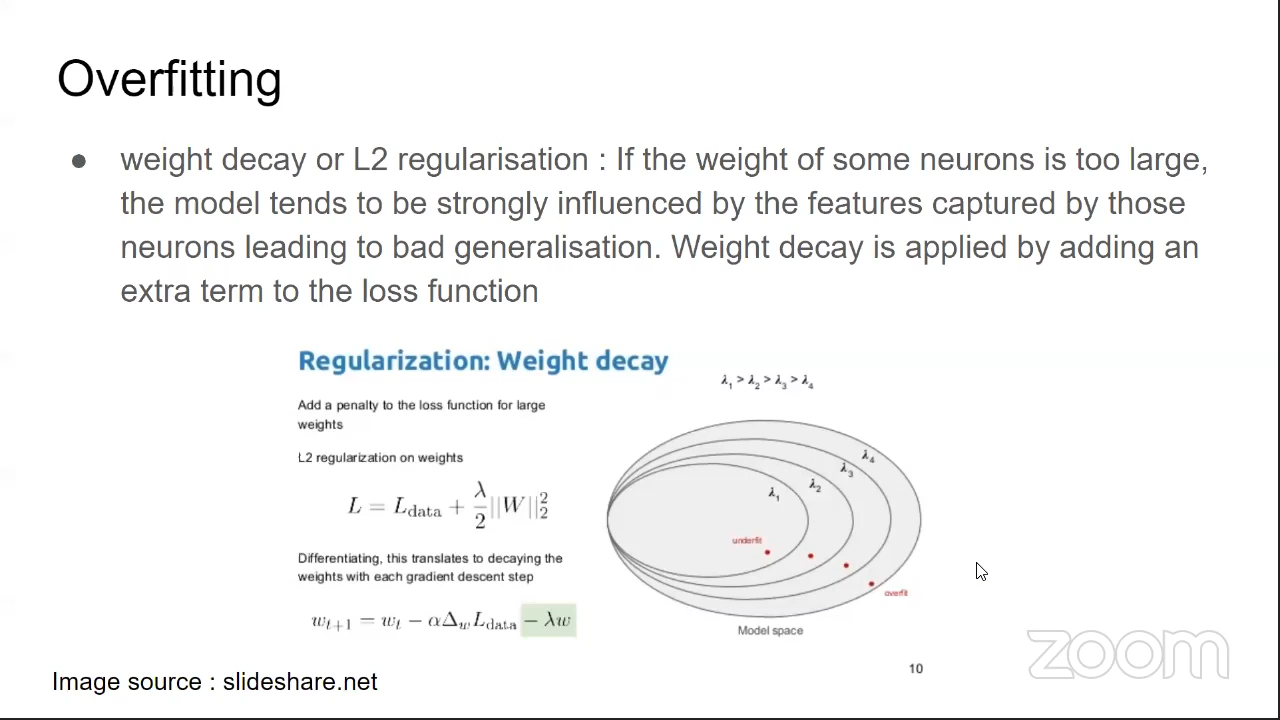 Overfitting
● weight decay or L2 regularisation : If the weight of some neurons is too large,
the model tends to be strongly influenced by the features captured by those
neurons leading to bad generalisation. Weight decay is applied by adding an
extra term to the loss function
Regularization: Weight decay
λ₁ > λ₂ > λ₃ > λ₄
Add a penalty to the loss function for large
weights
L2 regularization on weights
L = L_data + λ/2 ||W||₂²
Differentiating, this translates to decaying the
weights with each gradient descent step
w_{t+1} = w_t − αΔ_w L_data − λw
λ₁
λ₂
λ₃
λ₄
underfit
overfit
Model space
10
zoom
Image source : slideshare.net